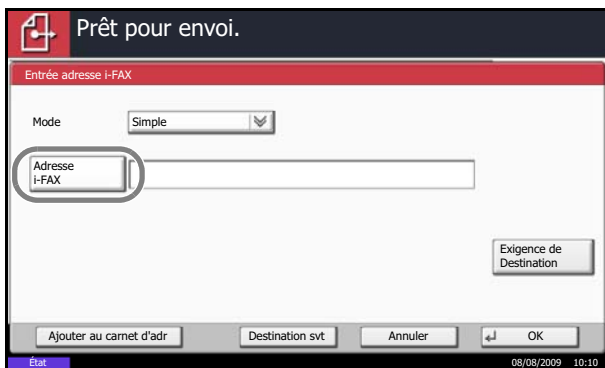 Prêt pour envoi.
Entrée adresse i-FAX
Mode
Simple
Adresse
i-FAX
Exigence de
Destination
Ajouter au carnet d'adr
Destination svt
Annuler
OK
État
08/08/2009 10:10